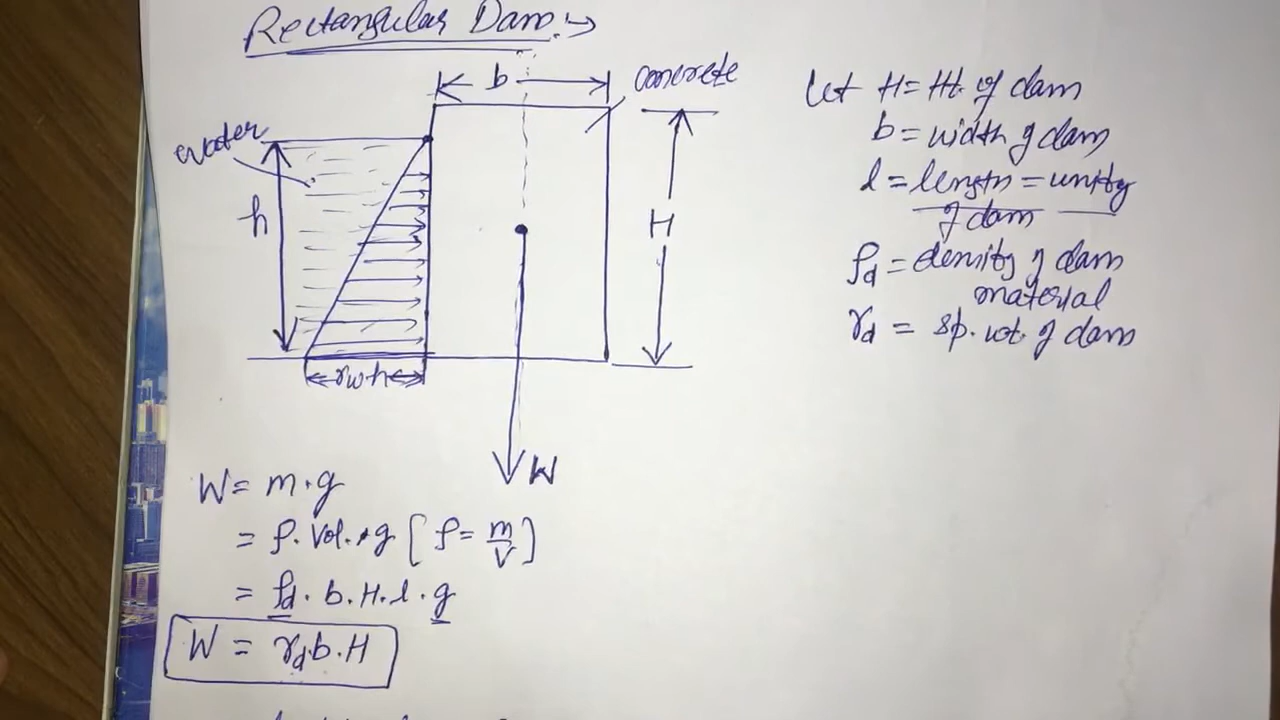 Rectangular Dam:→
b
concrete
water
h
H
γw.h
W
Let H = Ht. of dam
b = width of dam
l = length = unity
of dam
ρd = density of dam
material
γd = sp. wt. of dam
W = m.g
= ρ. Vol. * g [ρ = m/V]
= ρd . b . H . l . g
W = γd.b.H